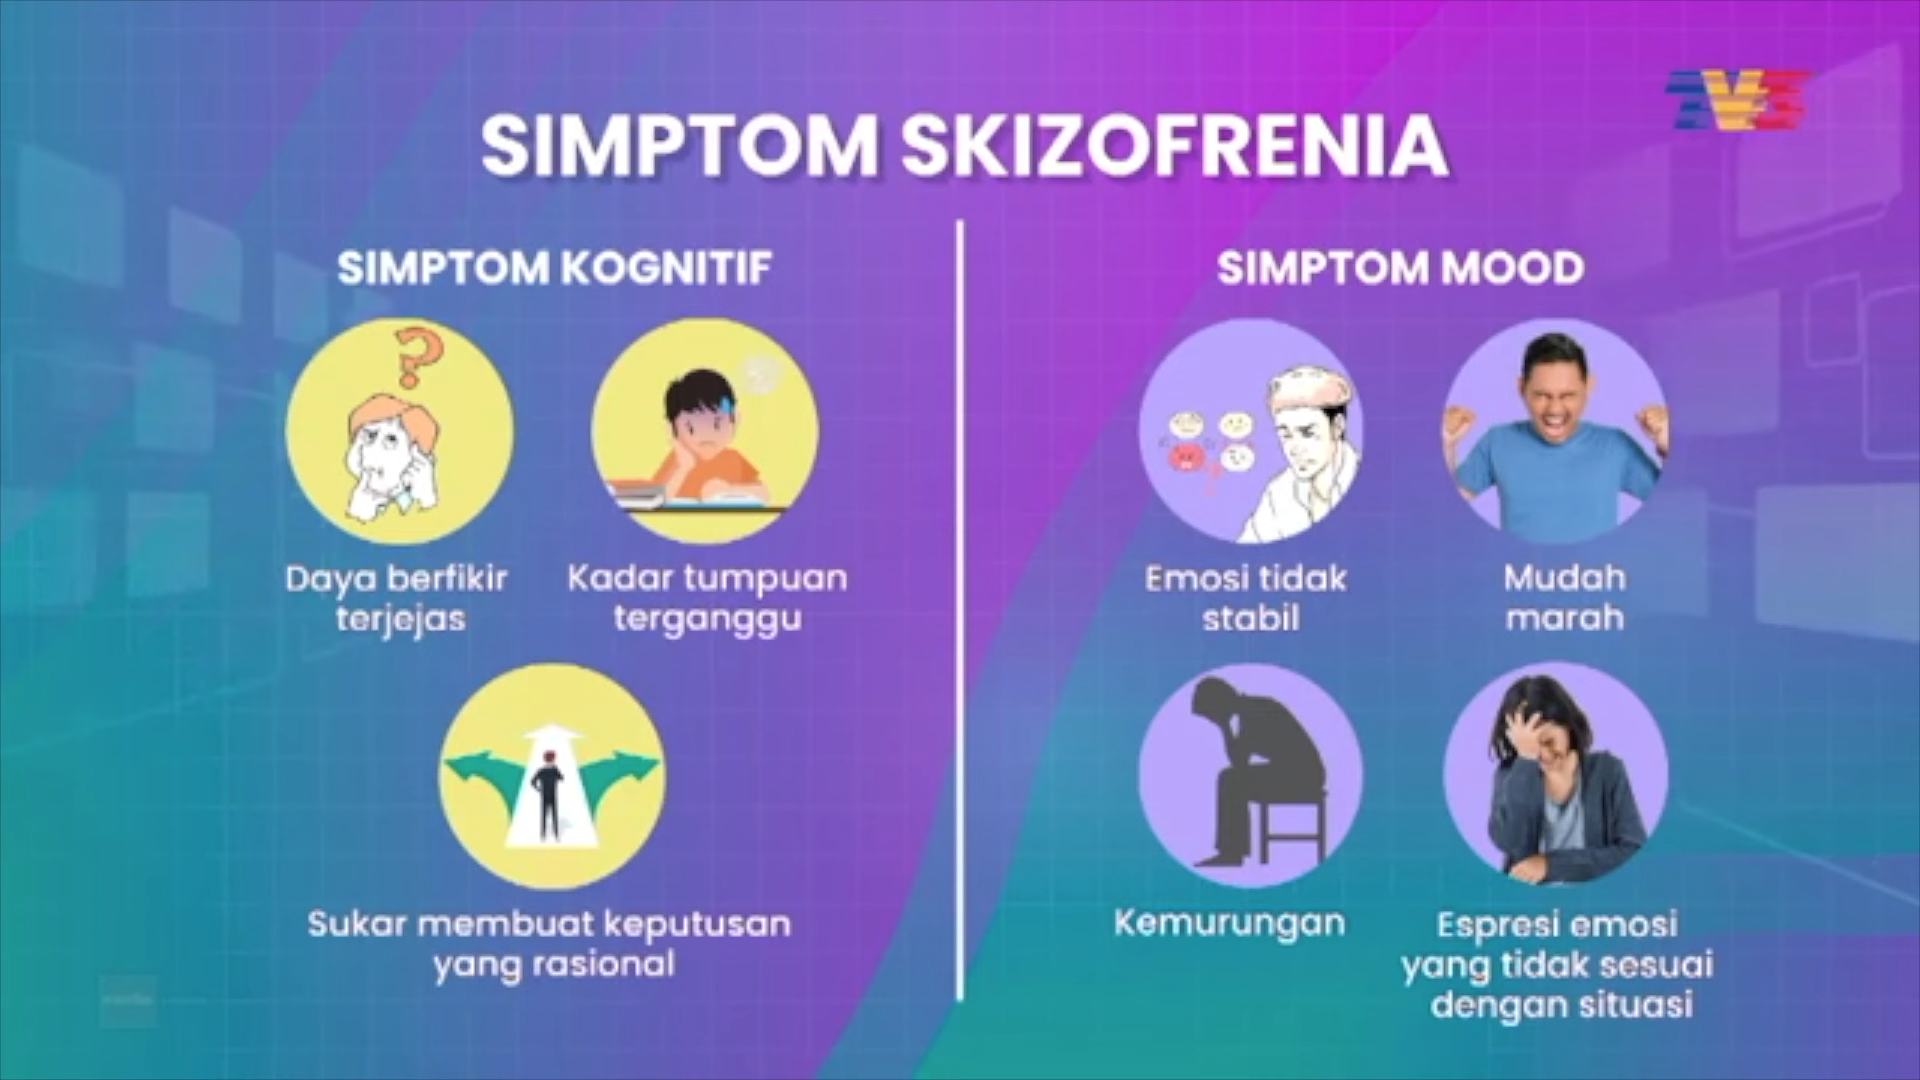 TV3
SIMPTOM SKIZOFRENIA
SIMPTOM KOGNITIF
Daya berfikir
terjejas
Kadar tumpuan
terganggu
Sukar membuat keputusan
yang rasional
SIMPTOM MOOD
Emosi tidak
stabil
Mudah
marah
Kemurungan
Espresi emosi
yang tidak sesuai
dengan situasi